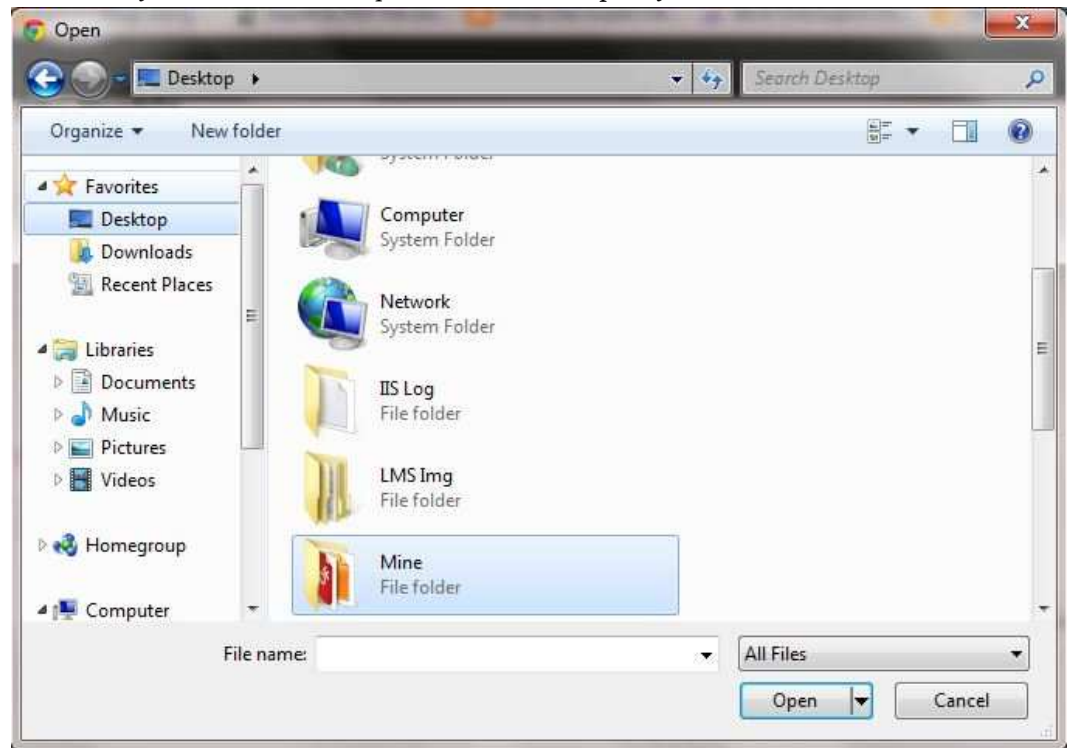 Open
Desktop
Search Desktop
Organize
New folder
Favorites
Desktop
Downloads
Recent Places
Libraries
Documents
Music
Pictures
Videos
Homegroup
Computer
System Folder
Computer
System Folder
Network
System Folder
IIS Log
File folder
LMS Img
File folder
Mine
File folder
File name:
All Files
Open
Cancel